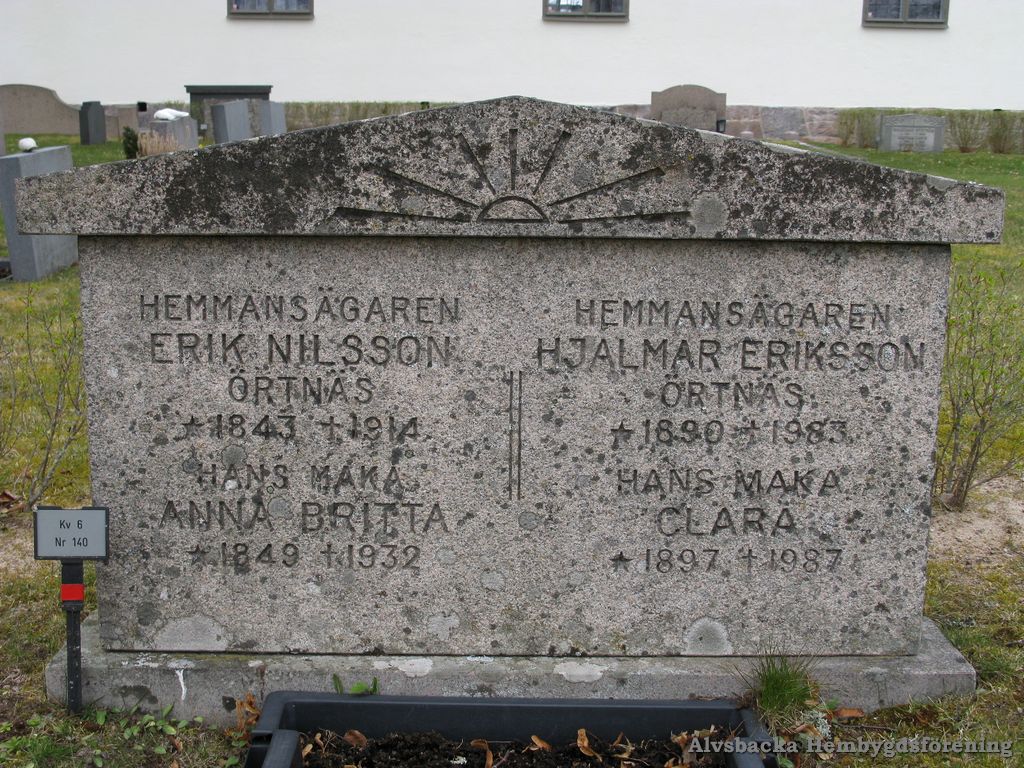 HEMMANSÄGAREN
ERIK NILSSON
ÖRTNÄS
★ 1843 † 1914
HANS MAKA
ANNA BRITTA
★ 1849 † 1932
HEMMANSÄGAREN
HJALMAR ERIKSSON
ÖRTNÄS
★ 1890 † 1983
HANS MAKA
CLARA
★ 1897 † 1987
Kv 6
Nr 140
Alvsbacka Hembygdsförening